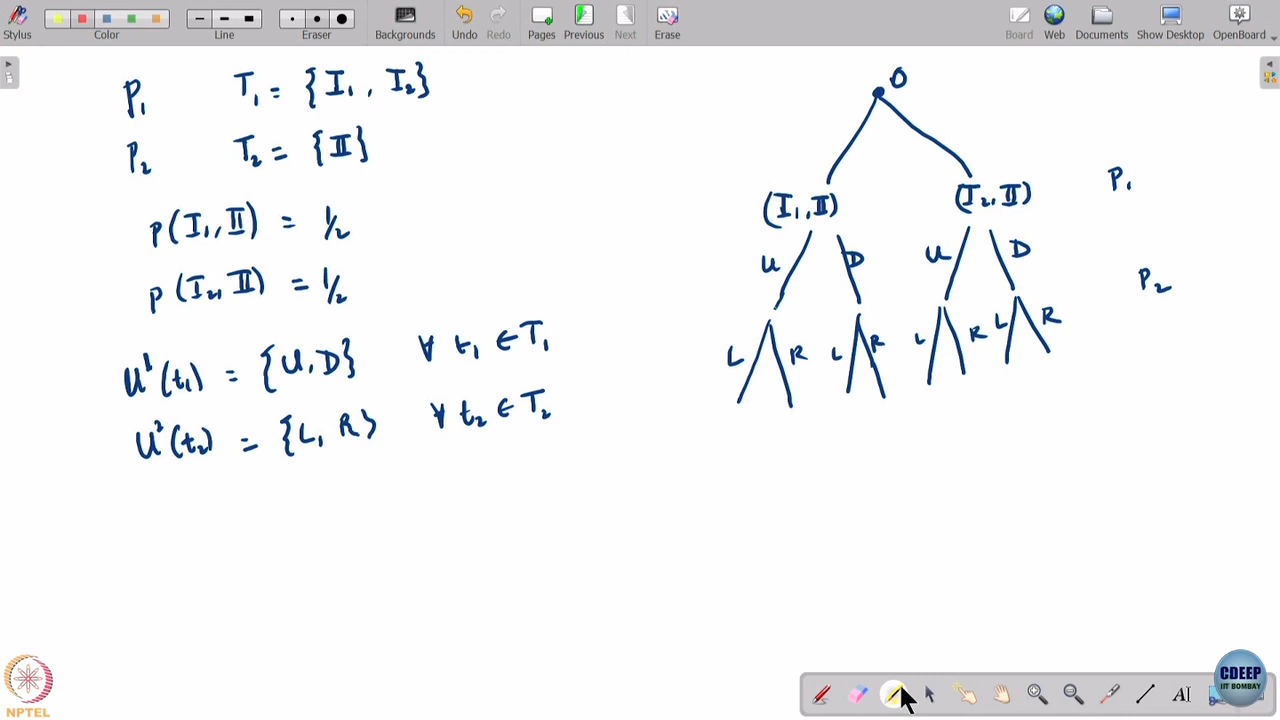 Stylus Color Line Eraser Backgrounds Undo Redo Pages Previous Next Erase Board Web Documents Show Desktop OpenBoard
P₁ T₁ = {I₁, I₂}
P₂ T₂ = {II}
p(I₁, II) = 1/2
p(I₂, II) = 1/2
U¹(t₁) = {U, D} ∀ t₁ ∈ T₁
U²(t₂) = {L, R} ∀ t₂ ∈ T₂
O
(I₁, II) (I₂, II) P₁
U D U D
P₂
L R L R L R L R
NPTEL
CDEEP
IIT BOMBAY